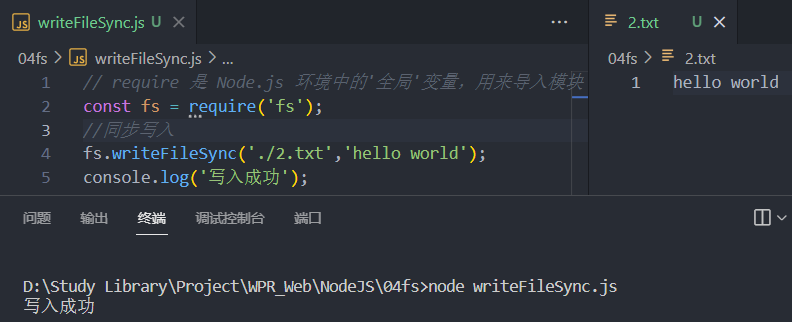 writeFileSync.js U
2.txt U
04fs > writeFileSync.js > ...
04fs > 2.txt
1 // require 是 Node.js 环境中的'全局'变量，用来导入模块
2 const fs = require('fs');
3 //同步写入
4 fs.writeFileSync('./2.txt','hello world');
5 console.log('写入成功');
1 hello world
问题 输出 终端 调试控制台 端口
D:\Study Library\Project\WPR_Web\NodeJS\04fs>node writeFileSync.js
写入成功